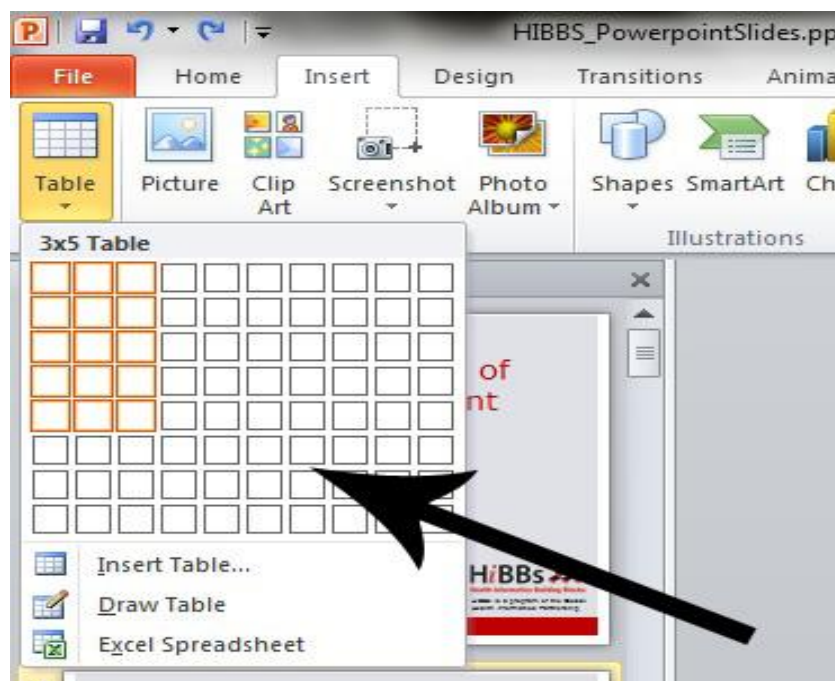 HIBBS_PowerpointSlides.pp
File Home Insert Design Transitions Anima
Table Picture Clip Art Screenshot Photo Album Shapes SmartArt Ch
Illustrations
3x5 Table
of
nt
Insert Table...
Draw Table
Excel Spreadsheet
HiBBs